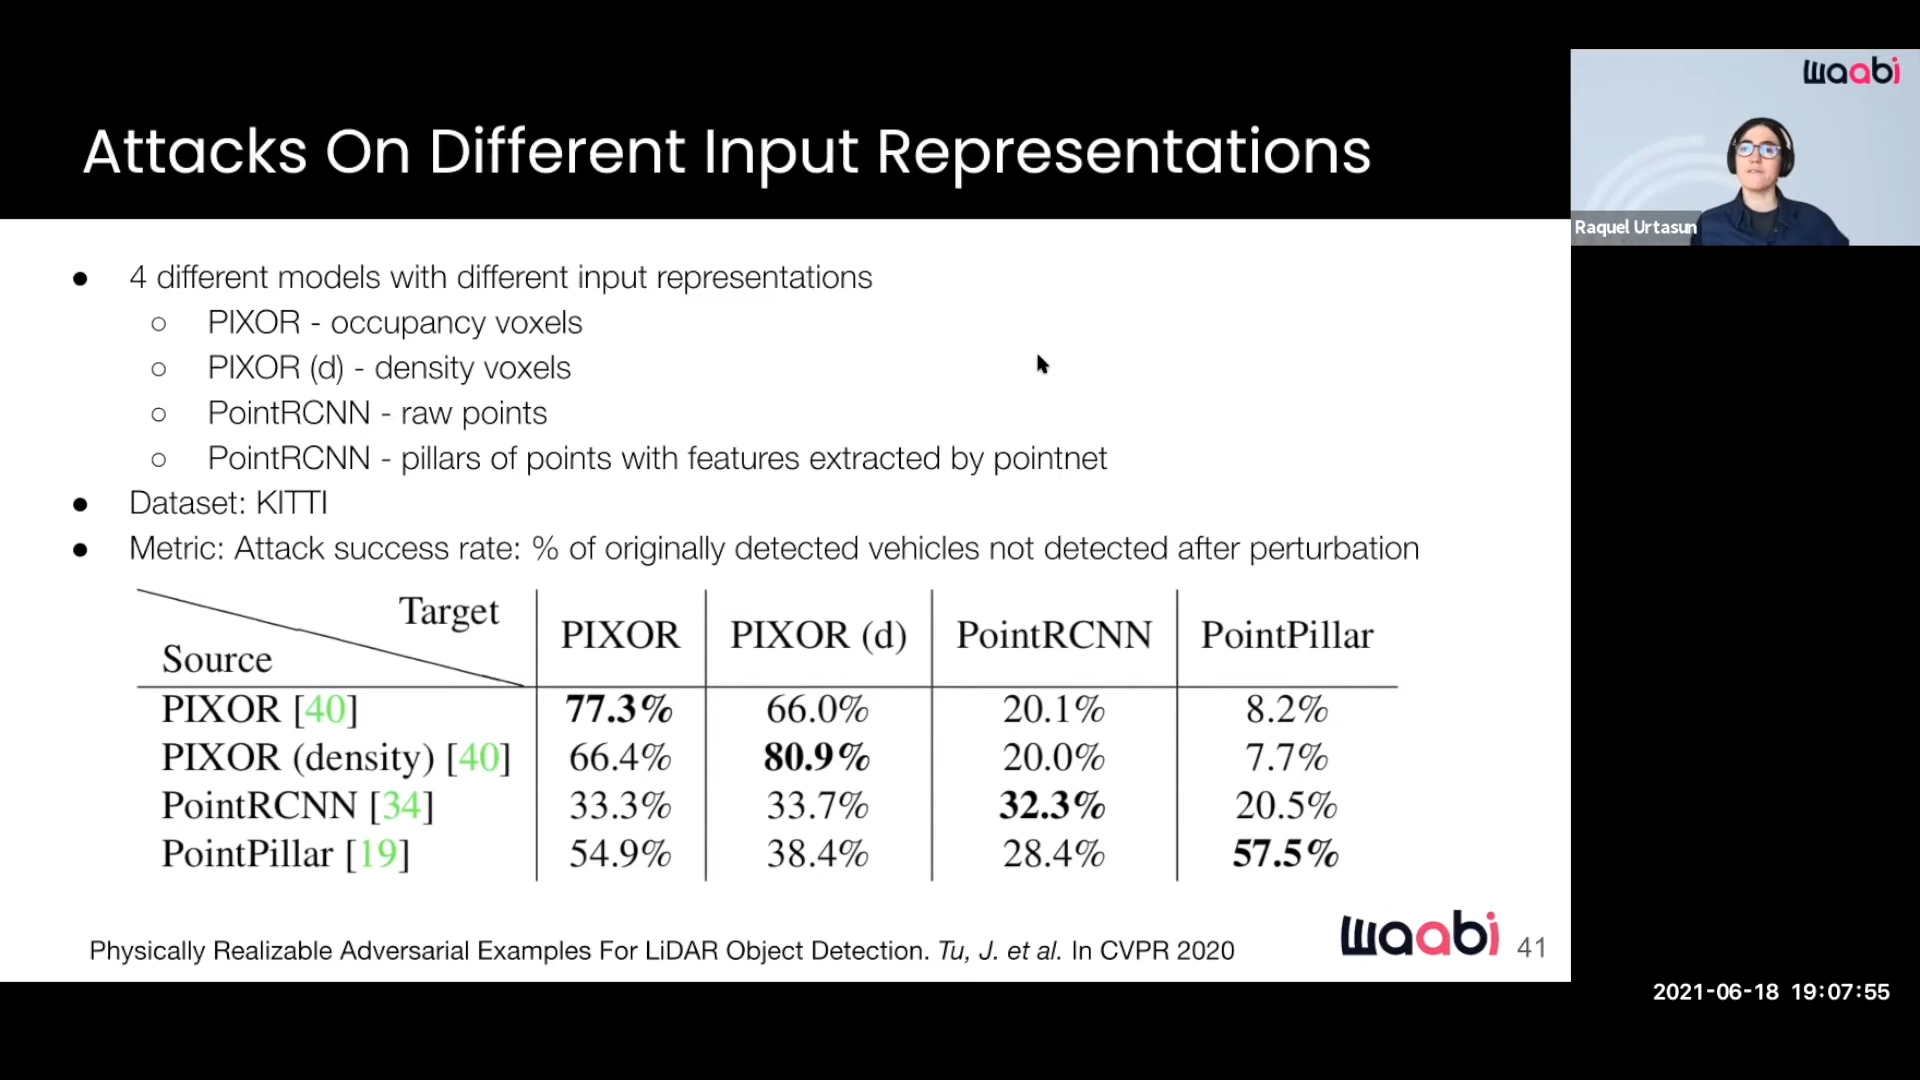 Attacks On Different Input Representations
waabi
Raquel Urtasun
● 4 different models with different input representations
○ PIXOR - occupancy voxels
○ PIXOR (d) - density voxels
○ PointRCNN - raw points
○ PointRCNN - pillars of points with features extracted by pointnet
● Dataset: KITTI
● Metric: Attack success rate: % of originally detected vehicles not detected after perturbation
Target
Source
PIXOR PIXOR (d) PointRCNN PointPillar
PIXOR [40] 77.3% 66.0% 20.1% 8.2%
PIXOR (density) [40] 66.4% 80.9% 20.0% 7.7%
PointRCNN [34] 33.3% 33.7% 32.3% 20.5%
PointPillar [19] 54.9% 38.4% 28.4% 57.5%
Physically Realizable Adversarial Examples For LiDAR Object Detection. Tu, J. et al. In CVPR 2020
waabi 41
2021-06-18 19:07:55